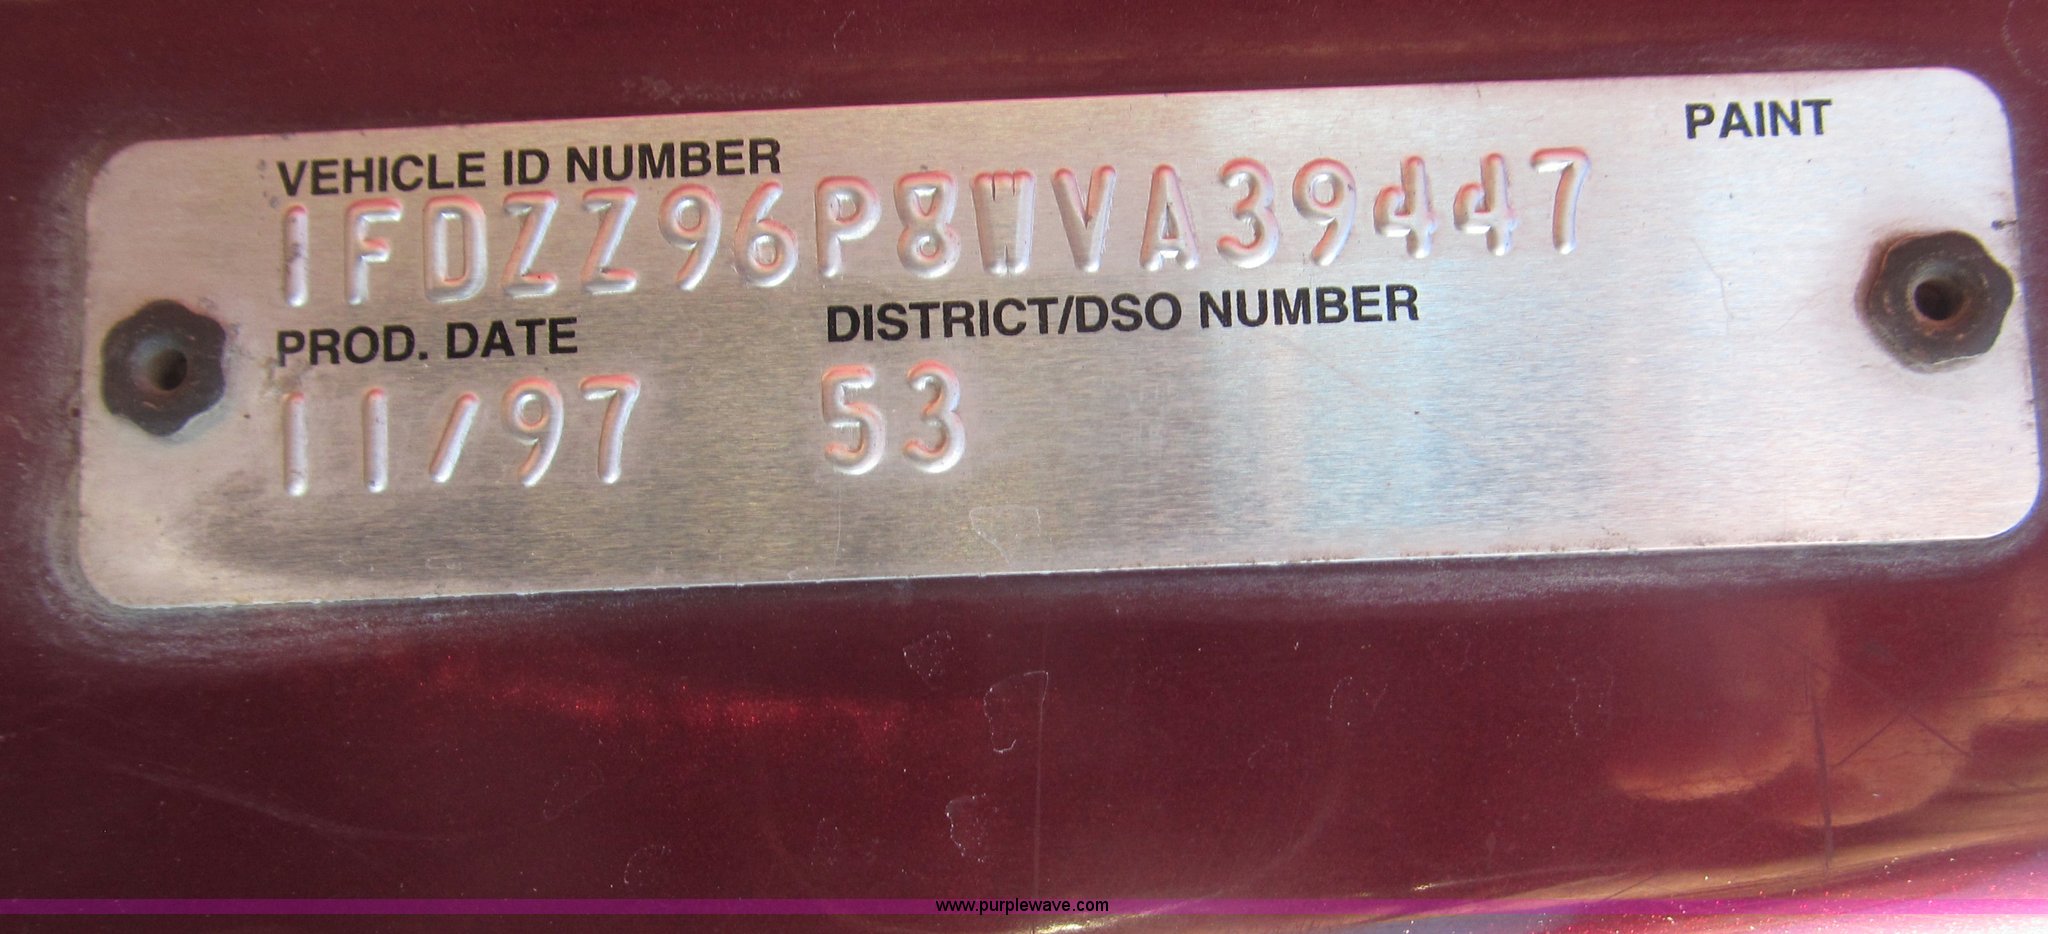 VEHICLE ID NUMBER PAINT
1FDZZ96P8WVA39447
PROD. DATE DISTRICT/DSO NUMBER
11/97 53
www.purplewave.com